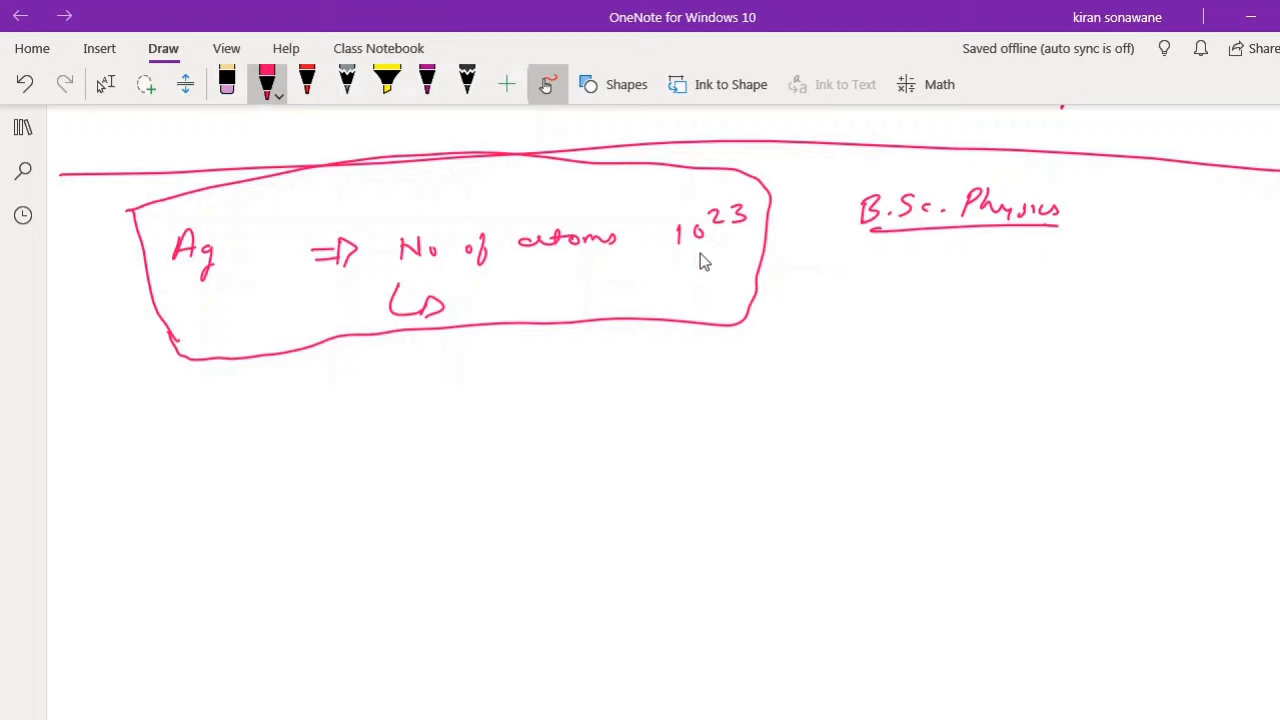 OneNote for Windows 10
kiran sonawane
Home Insert Draw View Help Class Notebook
Saved offline (auto sync is off)
Share
Shapes Ink to Shape Ink to Text Math
B.Sc. Physics
Ag ⇒ No of atoms 10²³